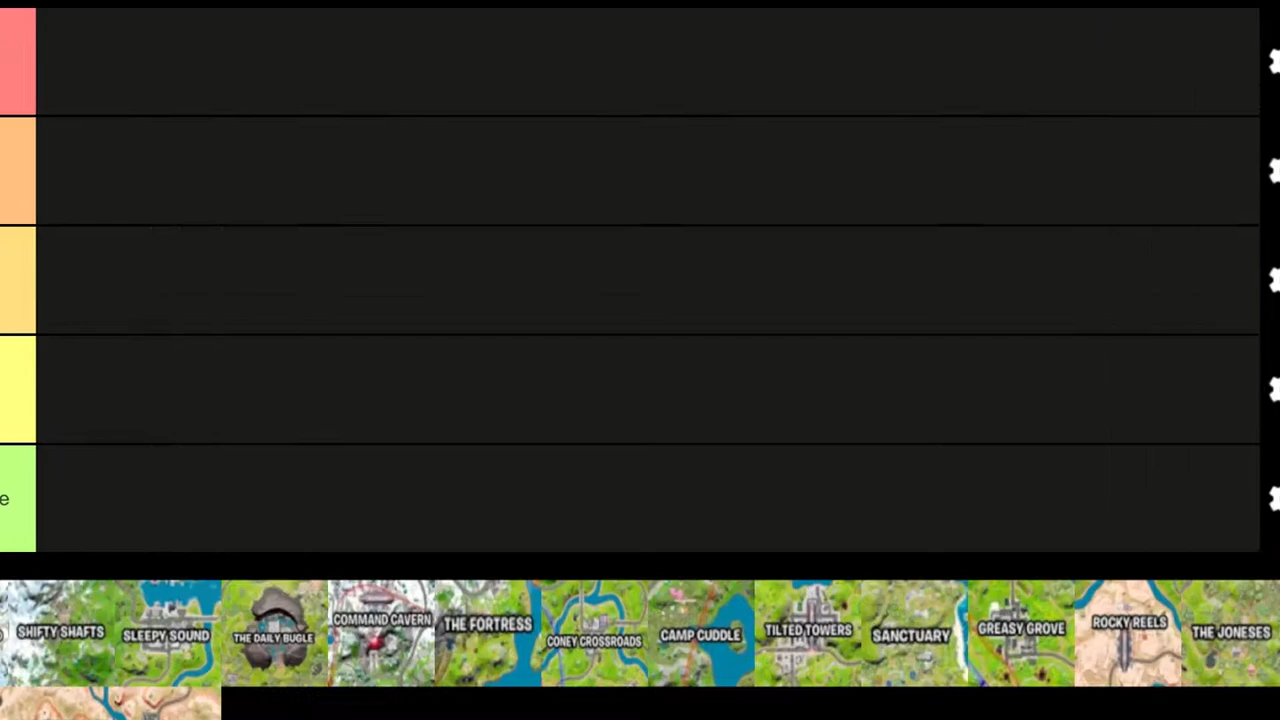 e
SHIFTY SHAFTS
SLEEPY SOUND
THE DAILY BUGLE
COMMAND CAVERN
THE FORTRESS
CONEY CROSSROADS
CAMP CUDDLE
TILTED TOWERS
SANCTUARY
GREASY GROVE
ROCKY REELS
THE JONESES